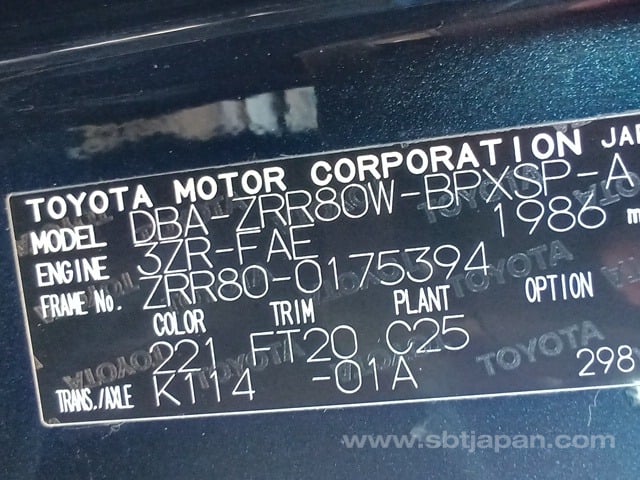 TOYOTA MOTOR CORPORATION JA
MODEL DBA-ZRR80W-BPXSP-A
ENGINE 3ZR-FAE 1986 m
FRAME No. ZRR80-0175394
COLOR TRIM PLANT OPTION
221 FT20 C25
TRANS./AXLE K114 -01A 298
www.sbtjapan.com